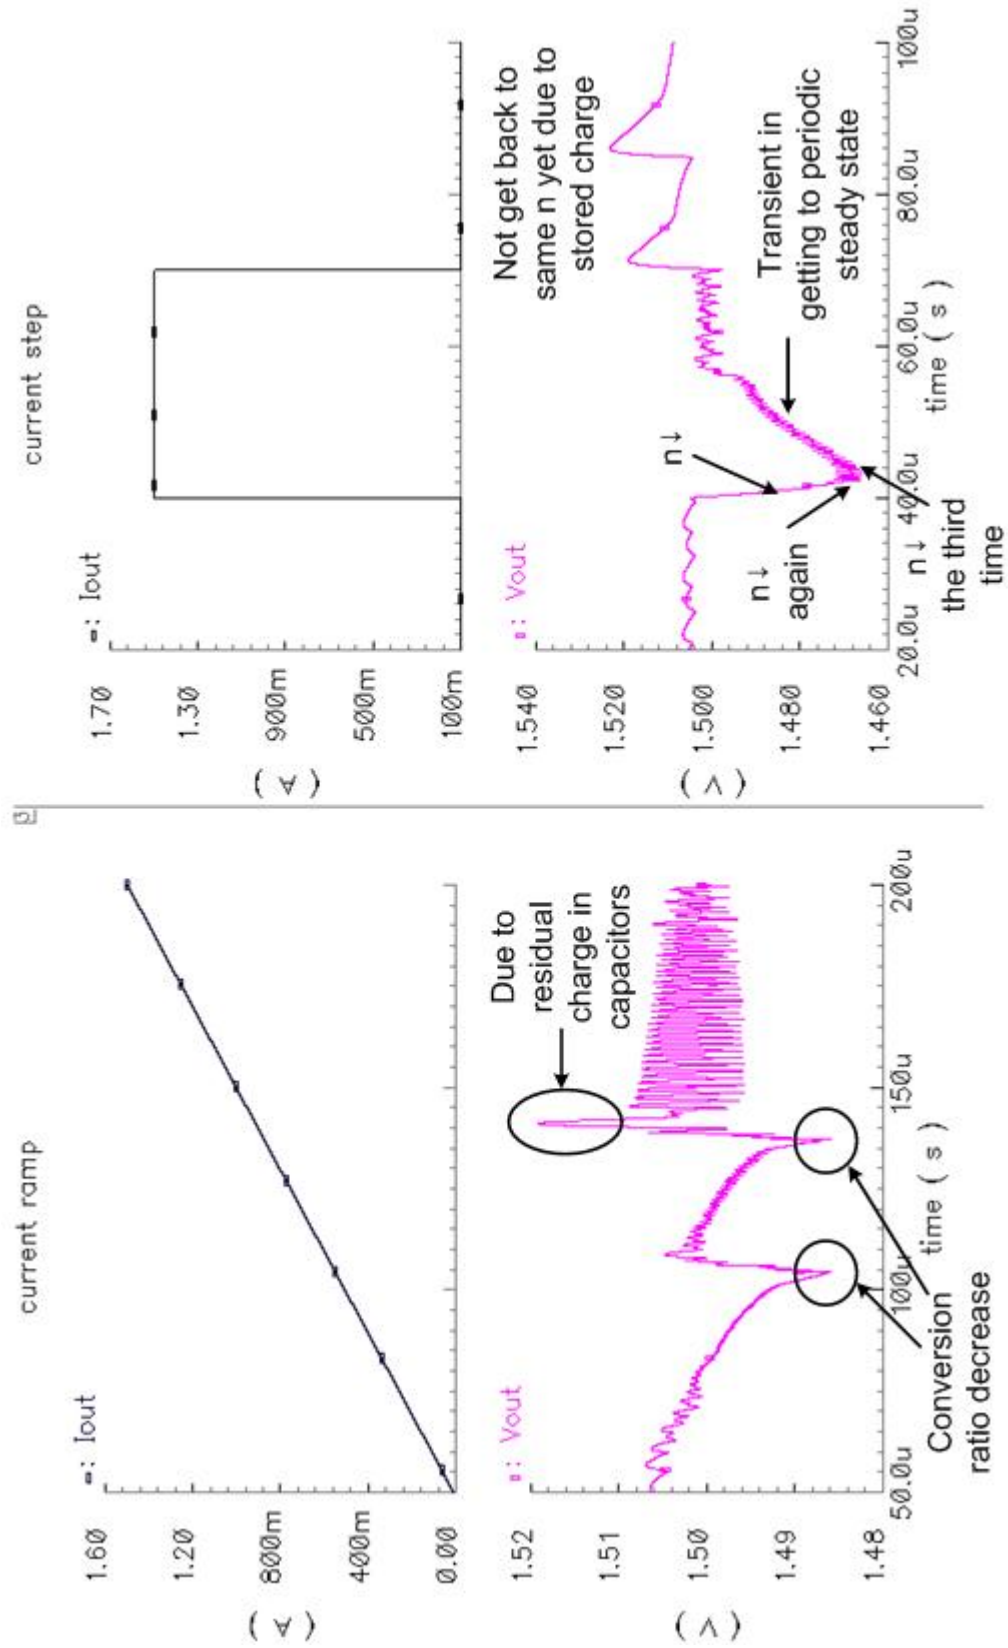 current ramp
⊟: Iout
( A )
1.60
1.20
800m
400m
0.00
▯: Vout
( V )
1.52
1.51
1.50
1.49
1.48
50.0u
100u
150u
200u
time ( s )
Due to
residual
charge in
capacitors
Conversion
ratio decrease
current step
⊟: Iout
( A )
1.70
1.30
900m
500m
100m
▯: Vout
( V )
1.540
1.520
1.500
1.480
1.460
20.0u
40.0u
60.0u
80.0u
100u
time ( s )
Not get back to
same n yet due to
stored charge
n↓
n↓
again
n↓
the third
time
Transient in
getting to periodic
steady state